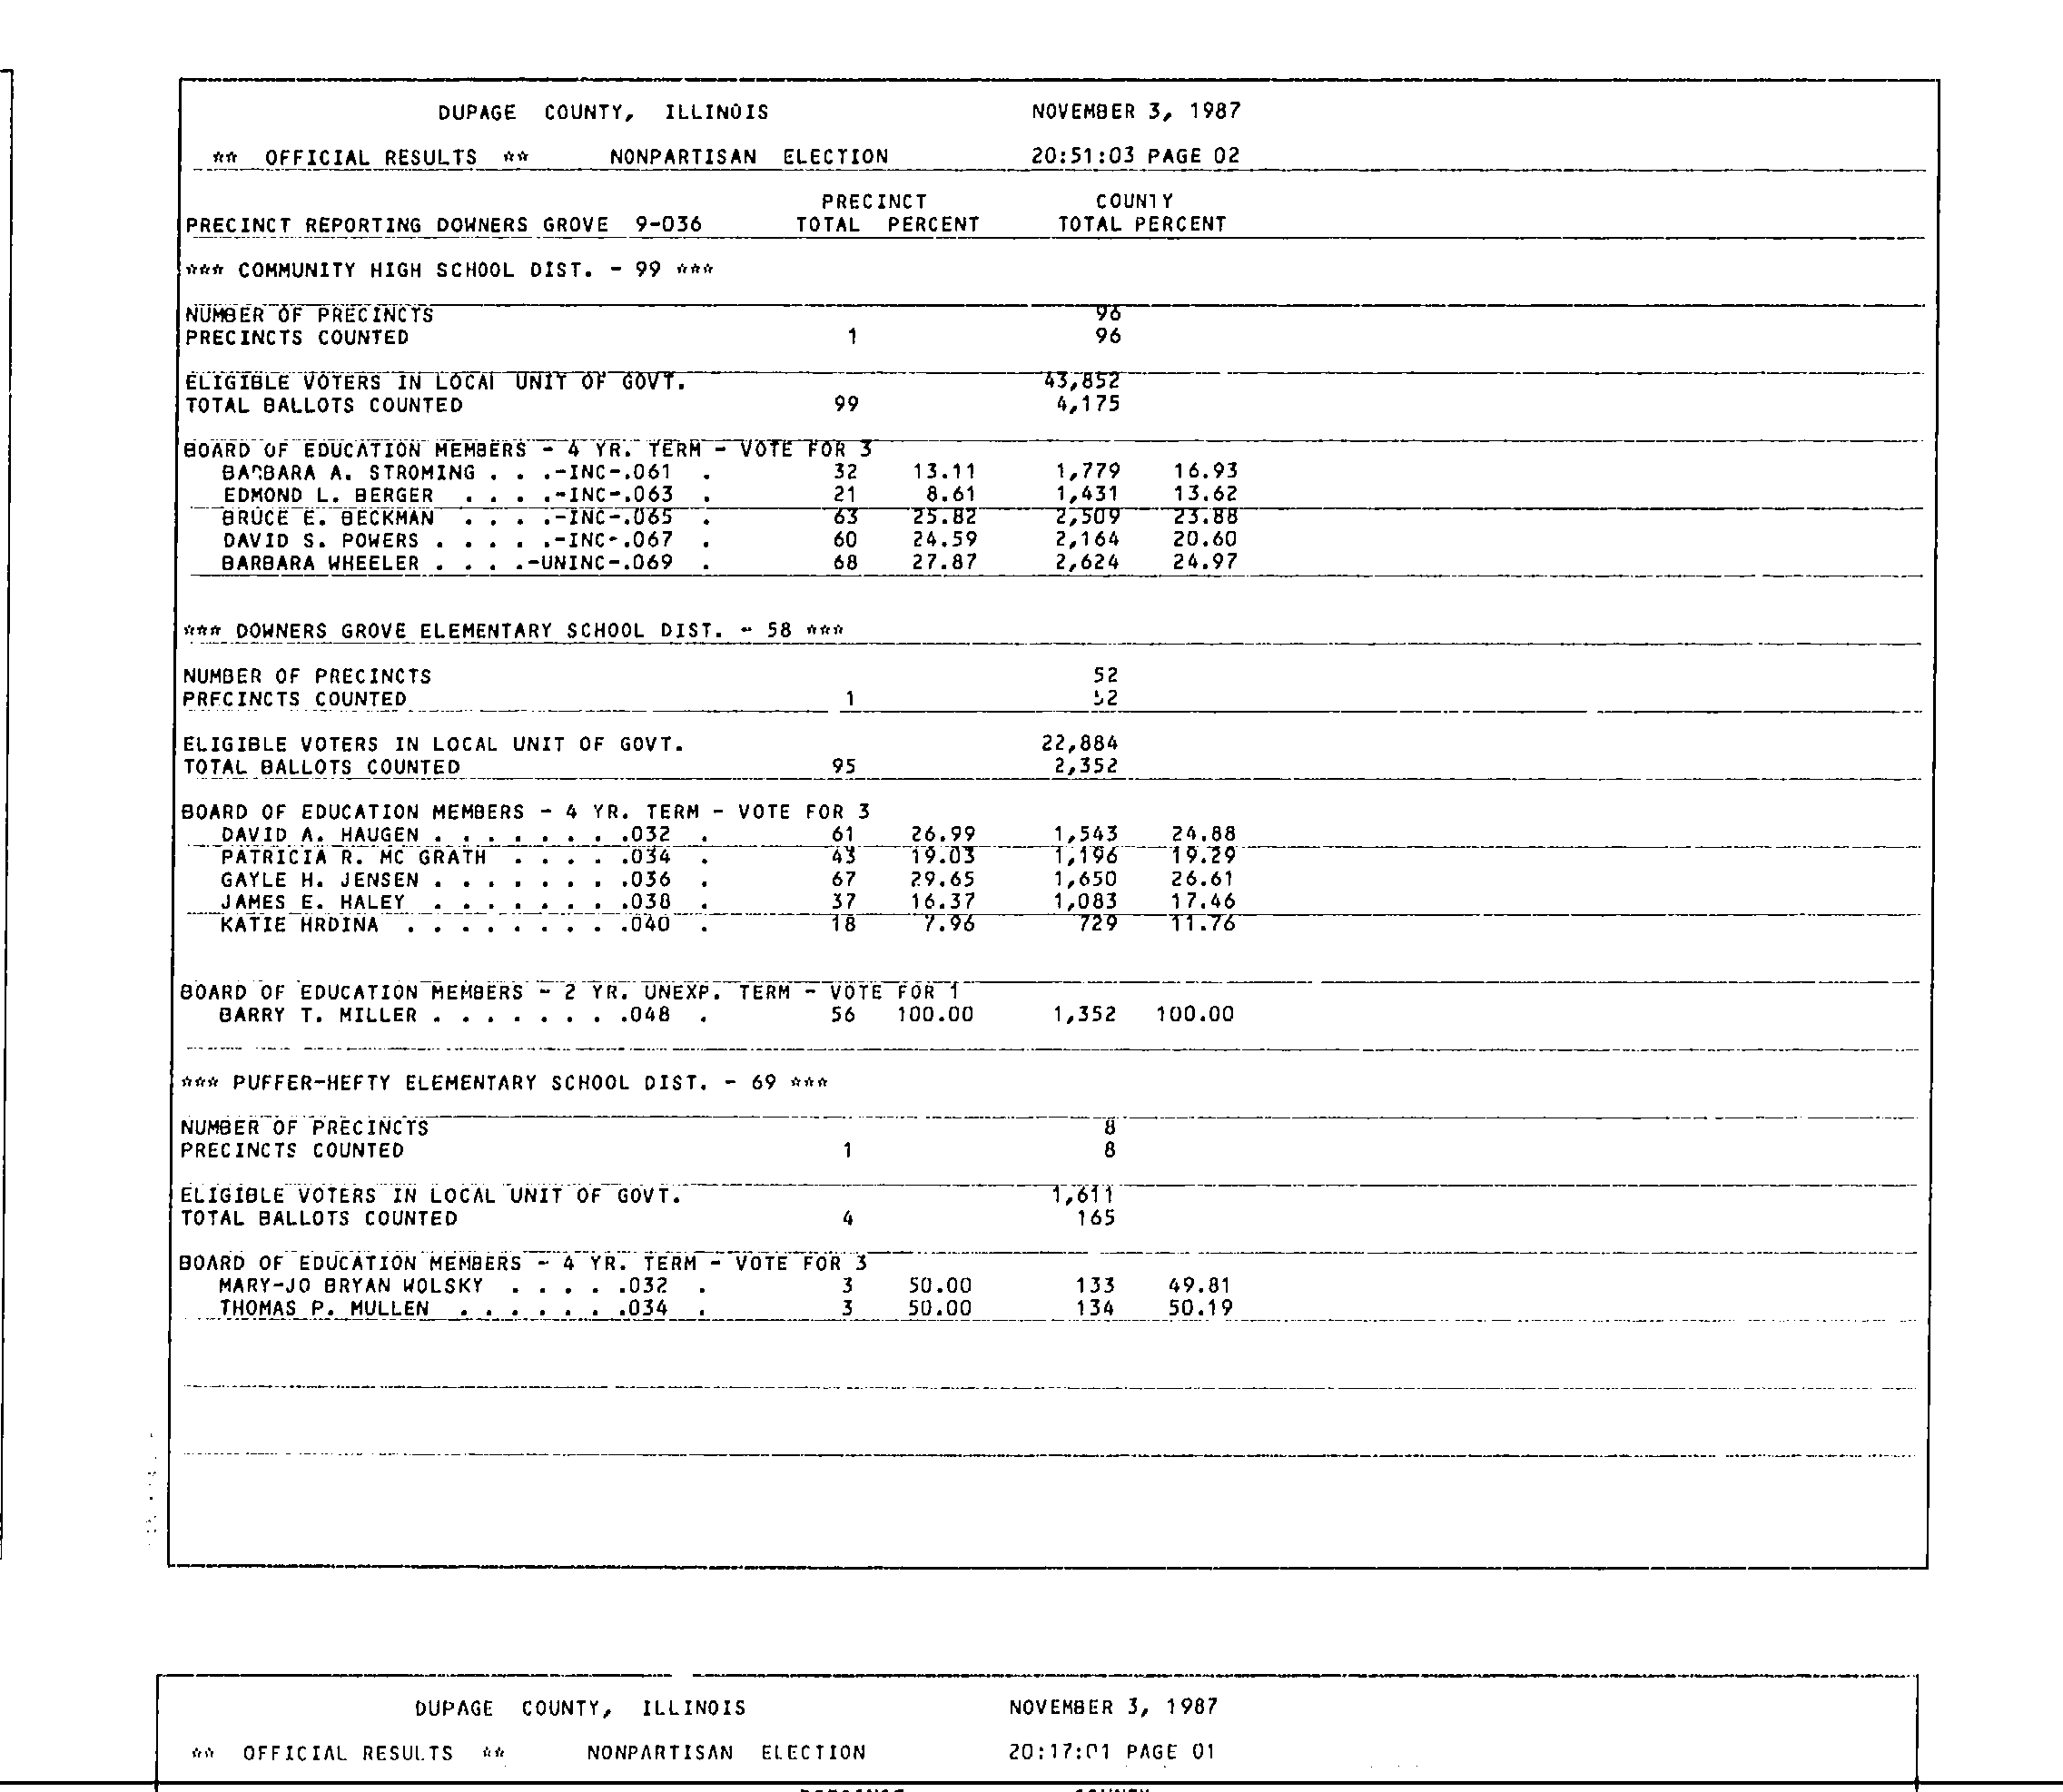 DUPAGE COUNTY, ILLINOIS NOVEMBER 3, 1987
** OFFICIAL RESULTS ** NONPARTISAN ELECTION 20:51:03 PAGE 02
PRECINCT COUNTY
PRECINCT REPORTING DOWNERS GROVE 9-036 TOTAL PERCENT TOTAL PERCENT
*** COMMUNITY HIGH SCHOOL DIST. - 99 ***
NUMBER OF PRECINCTS 96
PRECINCTS COUNTED 1 96
ELIGIBLE VOTERS IN LOCAL UNIT OF GOVT. 43,852
TOTAL BALLOTS COUNTED 99 4,175
BOARD OF EDUCATION MEMBERS - 4 YR. TERM - VOTE FOR 3
BARBARA A. STROMING . . .-INC-.061 . 32 13.11 1,779 16.93
EDMOND L. BERGER . . . .-INC-.063 . 21 8.61 1,431 13.62
BRUCE E. BECKMAN . . . .-INC-.065 . 63 25.82 2,509 23.88
DAVID S. POWERS . . . . .-INC-.067 . 60 24.59 2,164 20.60
BARBARA WHEELER . . . .-UNINC-.069 . 68 27.87 2,624 24.97
*** DOWNERS GROVE ELEMENTARY SCHOOL DIST. - 58 ***
NUMBER OF PRECINCTS 52
PRECINCTS COUNTED 1 52
ELIGIBLE VOTERS IN LOCAL UNIT OF GOVT. 22,884
TOTAL BALLOTS COUNTED 95 2,352
BOARD OF EDUCATION MEMBERS - 4 YR. TERM - VOTE FOR 3
DAVID A. HAUGEN . . . . . . . .032 . 61 26.99 1,543 24.88
PATRICIA R. MC GRATH . . . . .034 . 43 19.03 1,196 19.29
GAYLE H. JENSEN . . . . . . . .036 . 67 29.65 1,650 26.61
JAMES E. HALEY . . . . . . . .038 . 37 16.37 1,083 17.46
KATIE HRDINA . . . . . . . . .040 . 18 7.96 729 11.76
BOARD OF EDUCATION MEMBERS - 2 YR. UNEXP. TERM - VOTE FOR 1
BARRY T. MILLER . . . . . . . .048 . 56 100.00 1,352 100.00
*** PUFFER-HEFTY ELEMENTARY SCHOOL DIST. - 69 ***
NUMBER OF PRECINCTS 8
PRECINCTS COUNTED 1 8
ELIGIBLE VOTERS IN LOCAL UNIT OF GOVT. 1,611
TOTAL BALLOTS COUNTED 4 165
BOARD OF EDUCATION MEMBERS - 4 YR. TERM - VOTE FOR 3
MARY-JO BRYAN WOLSKY . . . . .032 . 3 50.00 133 49.81
THOMAS P. MULLEN . . . . . . .034 . 3 50.00 134 50.19
DUPAGE COUNTY, ILLINOIS NOVEMBER 3, 1987
** OFFICIAL RESULTS ** NONPARTISAN ELECTION 20:17:01 PAGE 01